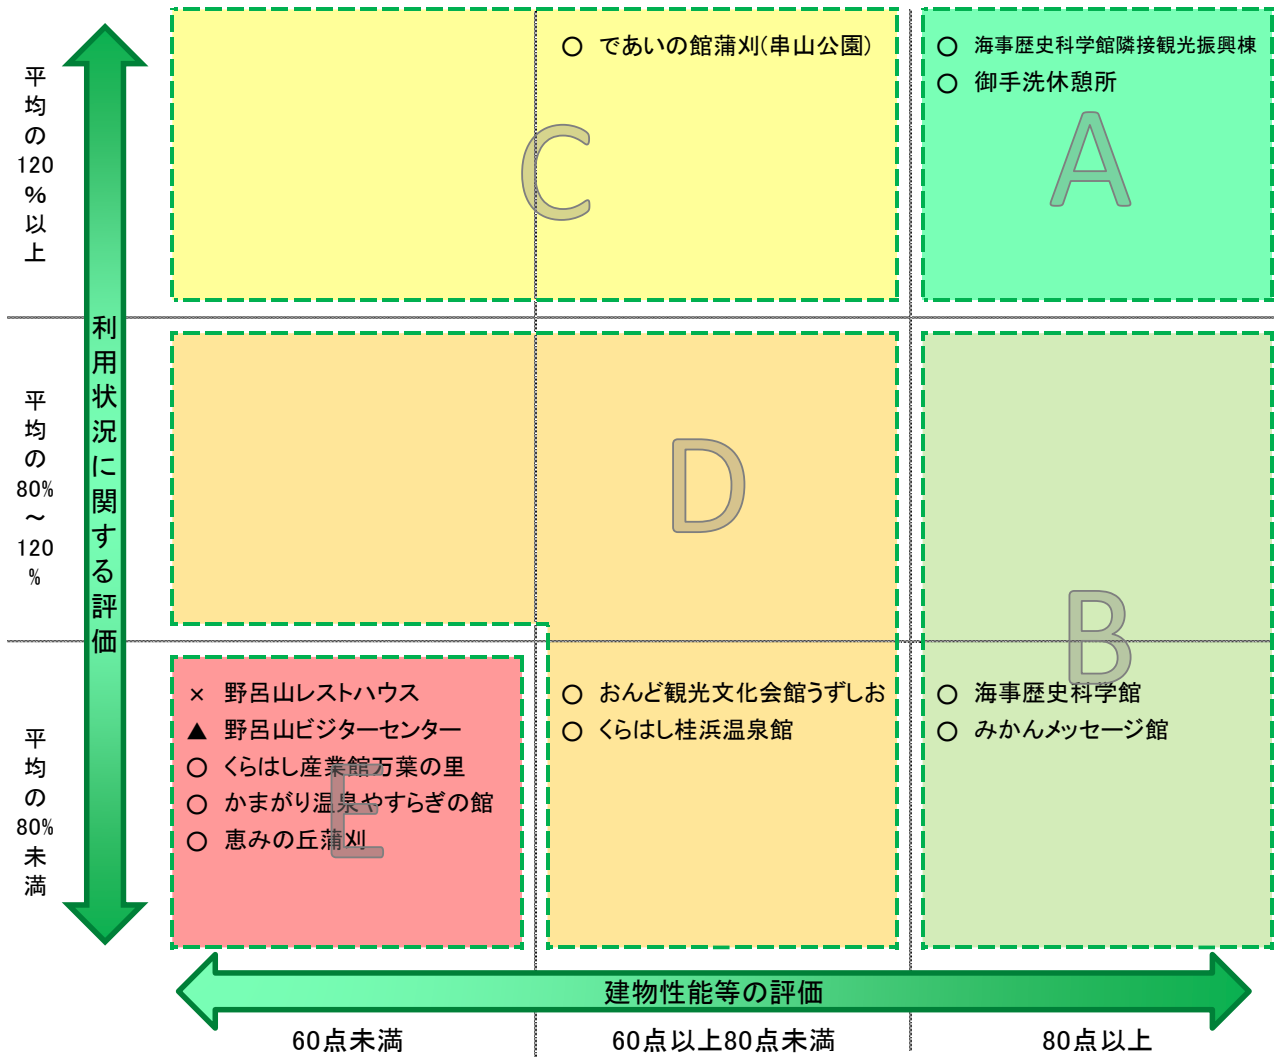 平均の120%以上
○ であいの館蒲刈(串山公園)
○ 海事歴史科学館隣接観光振興棟
○ 御手洗休憩所
C
A
利用状況に関する評価
平均の80%～120%
D
B
平均の80%未満
× 野呂山レストハウス
▲ 野呂山ビジターセンター
○ くらはし産業館万葉の里
○ かまがり温泉やすらぎの館
○ 恵みの丘蒲刈
E
○ おんど観光文化会館うずしお
○ くらはし桂浜温泉館
○ 海事歴史科学館
○ みかんメッセージ館
建物性能等の評価
60点未満
60点以上80点未満
80点以上